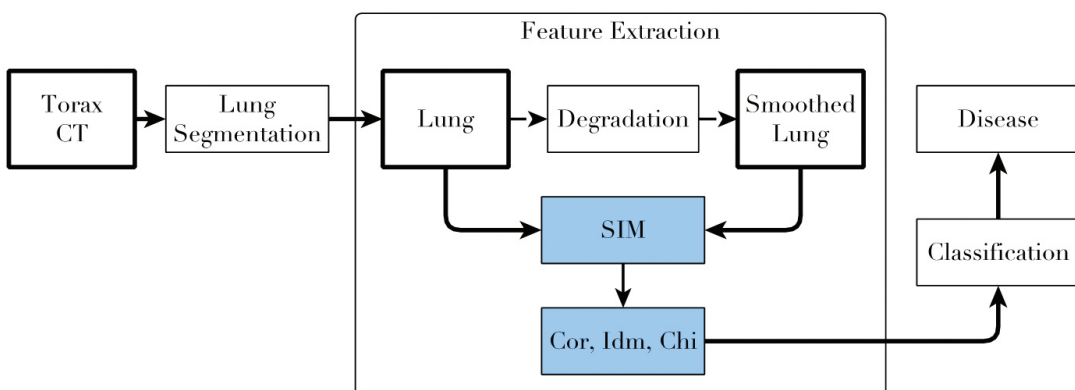 Feature Extraction
Torax
CT
Lung
Segmentation
Lung
Degradation
Smoothed
Lung
Disease
SIM
Classification
Cor, Idm, Chi